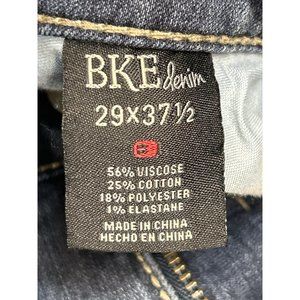 BKE denim
29X37½
56% VISCOSE
25% COTTON
18% POLYESTER
1% ELASTANE
MADE IN CHINA
HECHO EN CHINA